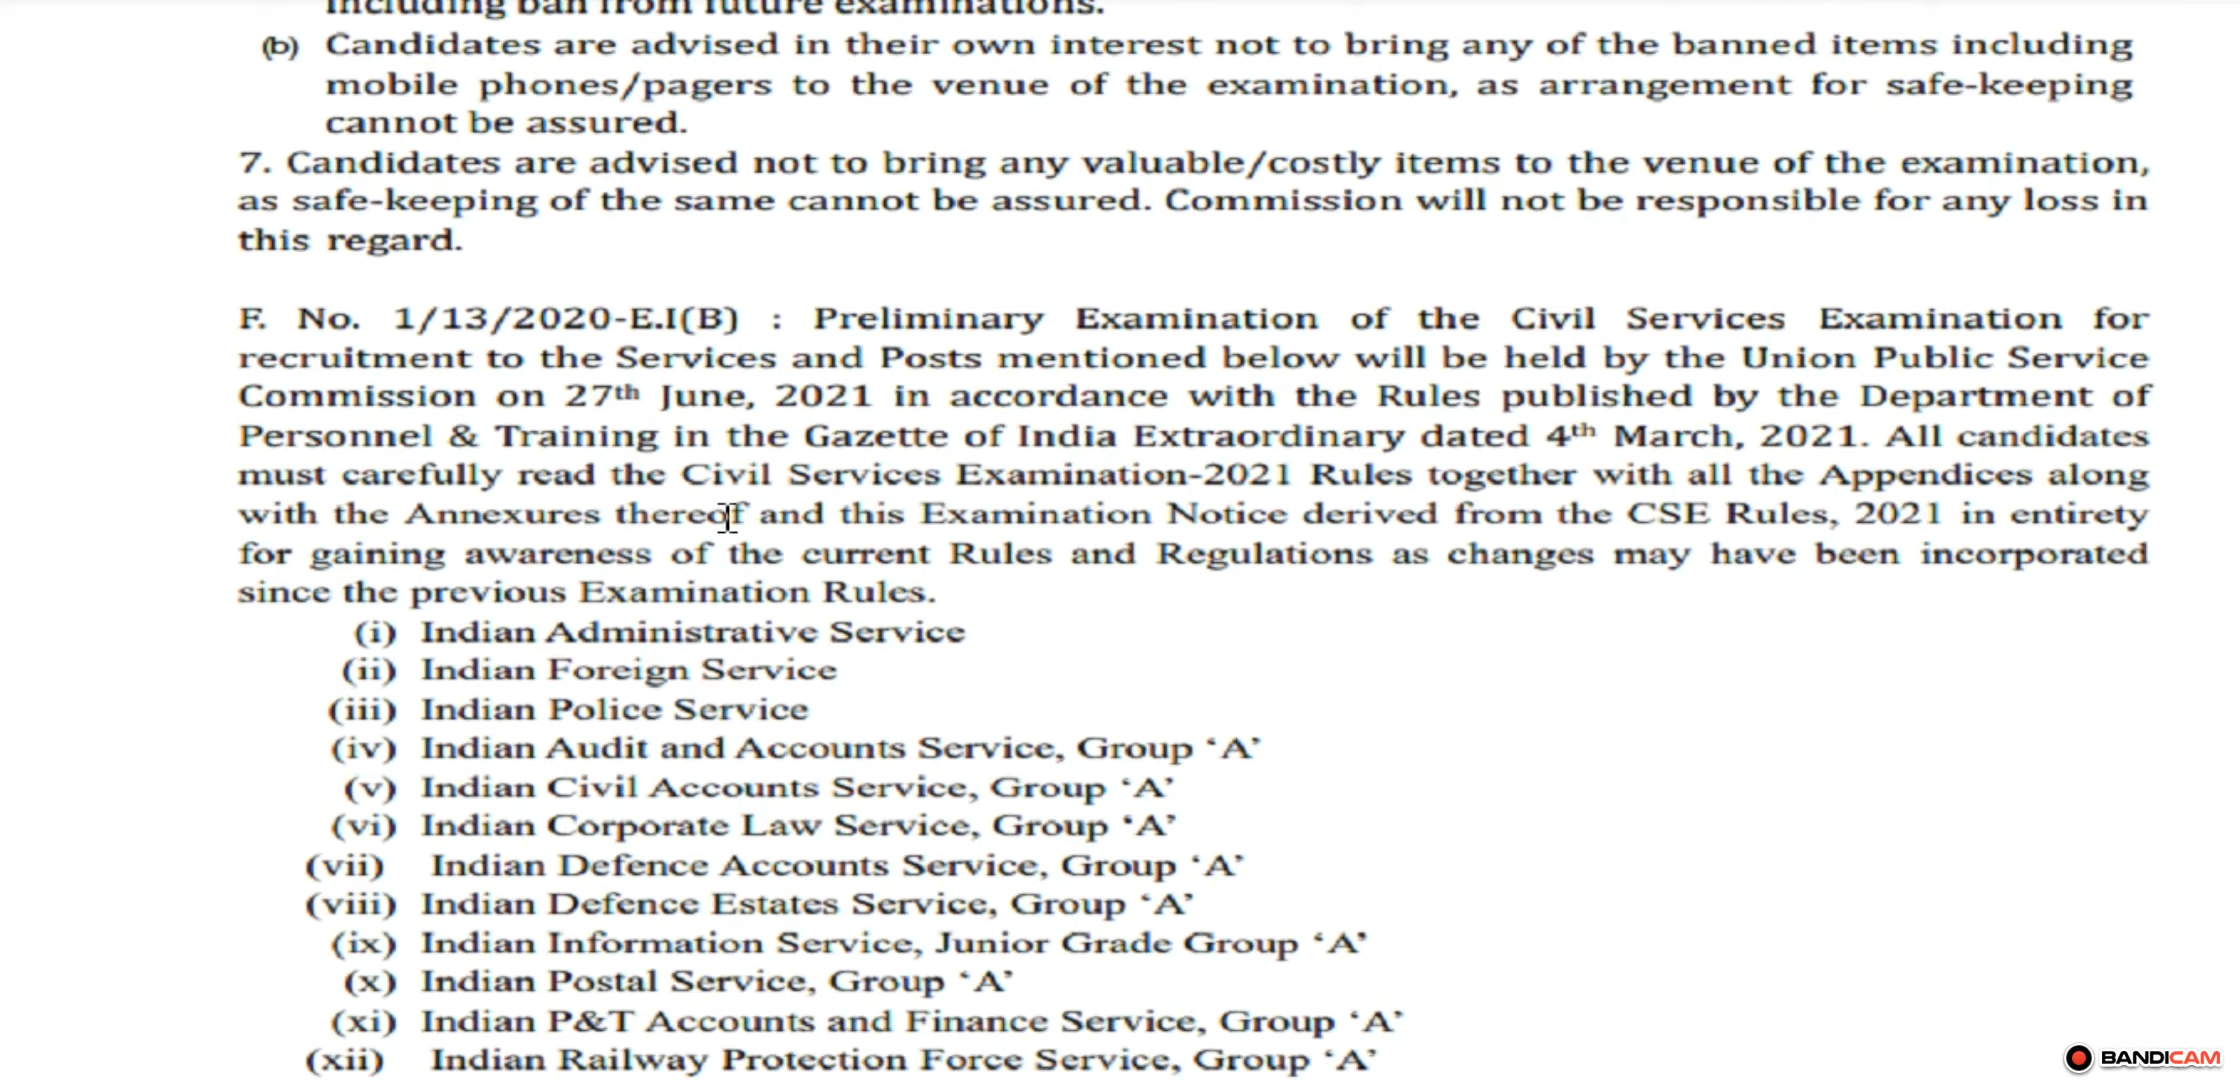 including ban from future examinations.
(b) Candidates are advised in their own interest not to bring any of the banned items including
mobile phones/pagers to the venue of the examination, as arrangement for safe-keeping
cannot be assured.
7. Candidates are advised not to bring any valuable/costly items to the venue of the examination,
as safe-keeping of the same cannot be assured. Commission will not be responsible for any loss in
this regard.
F. No. 1/13/2020-E.I(B) : Preliminary Examination of the Civil Services Examination for
recruitment to the Services and Posts mentioned below will be held by the Union Public Service
Commission on 27th June, 2021 in accordance with the Rules published by the Department of
Personnel & Training in the Gazette of India Extraordinary dated 4th March, 2021. All candidates
must carefully read the Civil Services Examination-2021 Rules together with all the Appendices along
with the Annexures thereof and this Examination Notice derived from the CSE Rules, 2021 in entirety
for gaining awareness of the current Rules and Regulations as changes may have been incorporated
since the previous Examination Rules.
(i) Indian Administrative Service
(ii) Indian Foreign Service
(iii) Indian Police Service
(iv) Indian Audit and Accounts Service, Group ‘A’
(v) Indian Civil Accounts Service, Group ‘A’
(vi) Indian Corporate Law Service, Group ‘A’
(vii) Indian Defence Accounts Service, Group ‘A’
(viii) Indian Defence Estates Service, Group ‘A’
(ix) Indian Information Service, Junior Grade Group ‘A’
(x) Indian Postal Service, Group ‘A’
(xi) Indian P&T Accounts and Finance Service, Group ‘A’
(xii) Indian Railway Protection Force Service, Group ‘A’
BANDICAM